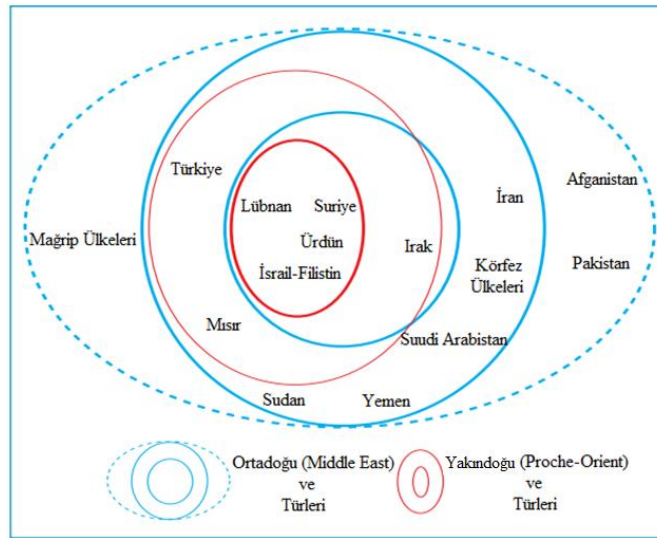 Türkiye
Afganistan
İran
Lübnan Suriye
Mağrip Ülkeleri
Ürdün
Irak
Körfez
Ülkeleri
Pakistan
İsrail-Filistin
Mısır
Suudi Arabistan
Sudan
Yemen
Ortadoğu (Middle East)
ve
Türleri
Yakındoğu (Proche-Orient)
ve
Türleri